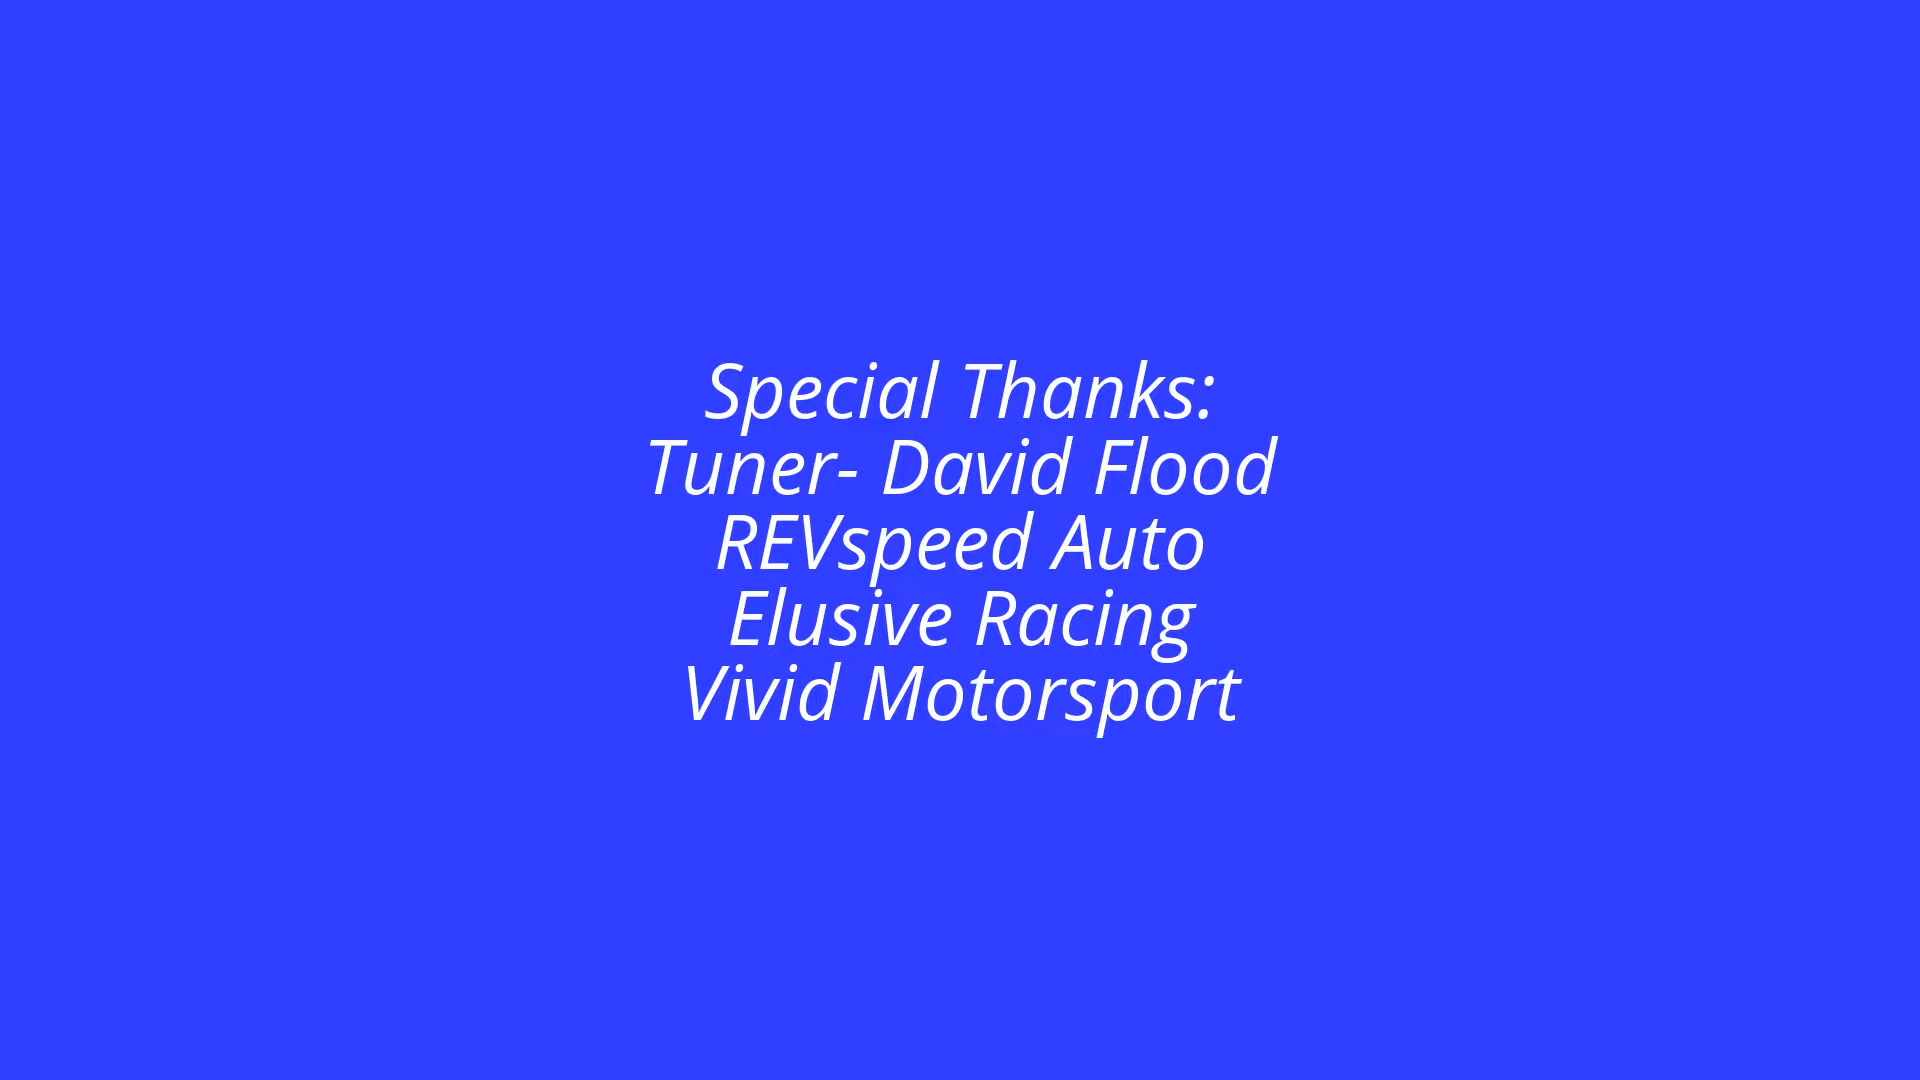 Special Thanks:
Tuner- David Flood
REVspeed Auto
Elusive Racing
Vivid Motorsport